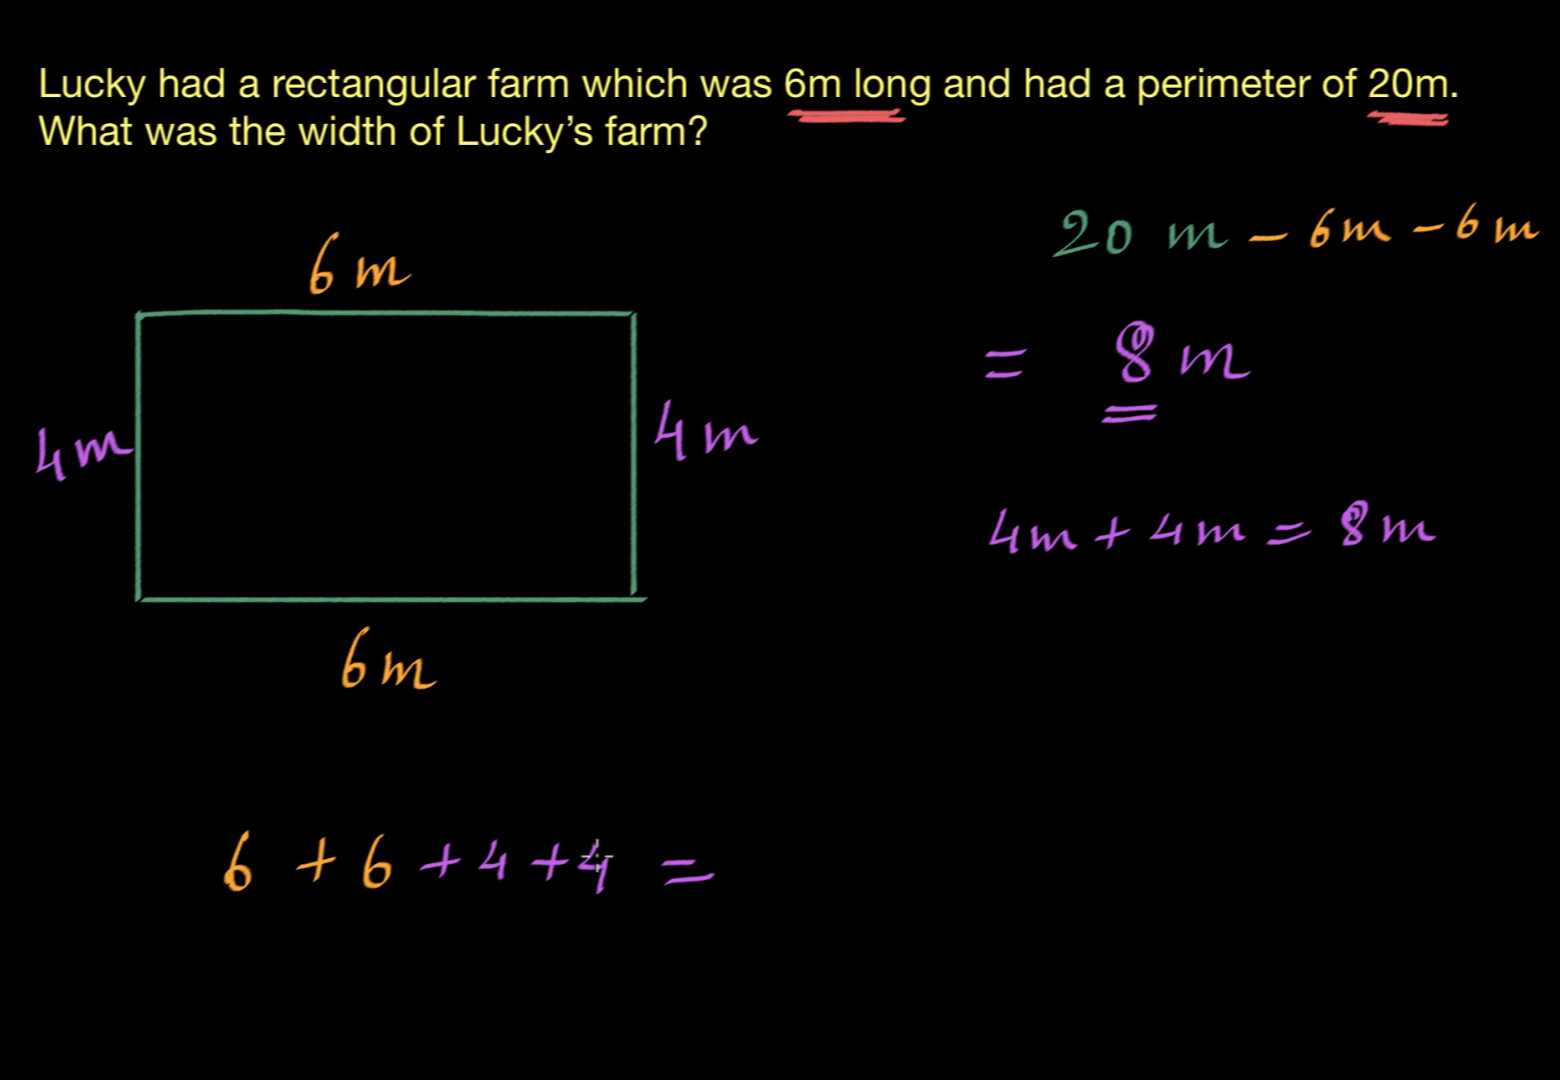 Lucky had a rectangular farm which was 6m long and had a perimeter of 20m.
What was the width of Lucky’s farm?
20 m - 6m - 6m
6 m
= 8 m
4m
4m
4m + 4m = 8m
6m
6 + 6 + 4 + 4 =